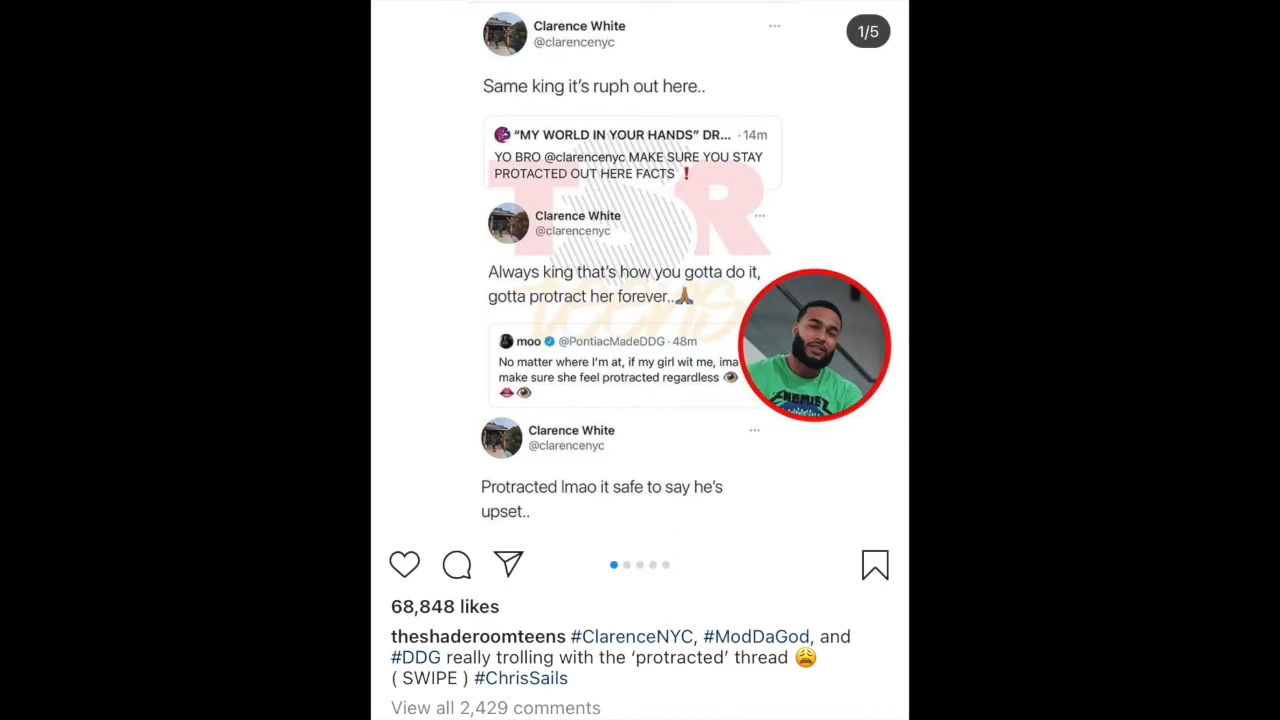 Clarence White
@clarencenyc
1/5
Same king it's ruph out here..
“MY WORLD IN YOUR HANDS” DR... · 14m
YO BRO @clarencenyc MAKE SURE YOU STAY
PROTACTED OUT HERE FACTS ❗
TSR
teens
Clarence White
@clarencenyc
Always king that's how you gotta do it,
gotta protract her forever..🙏🏾
moo @PontiacMadeDDG · 48m
No matter where I'm at, if my girl wit me, ima
make sure she feel protracted regardless 👁
👄👁
ENEMIEZ
Clarence White
@clarencenyc
Protracted lmao it safe to say he's
upset..
68,848 likes
theshaderoomteens #ClarenceNYC, #ModDaGod, and
#DDG really trolling with the ‘protracted’ thread 😩
( SWIPE ) #ChrisSails
View all 2,429 comments